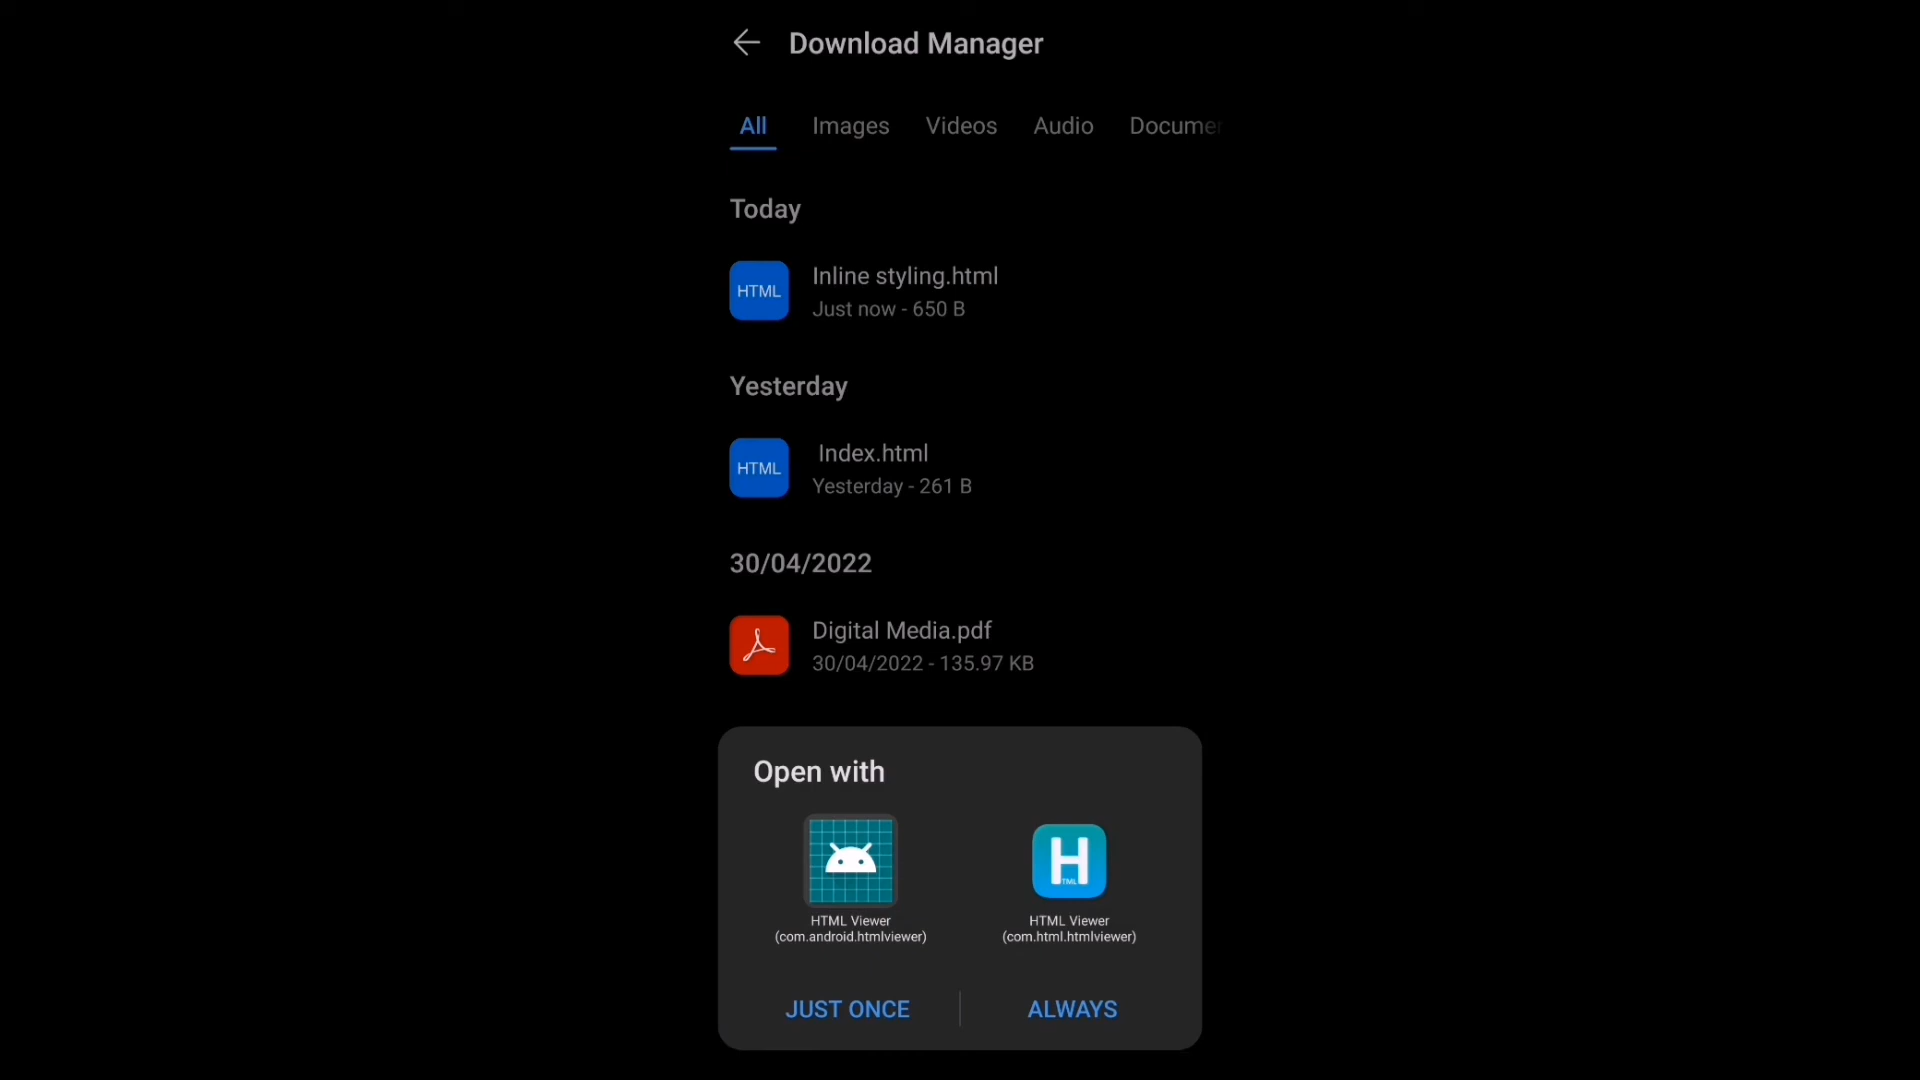 Download Manager
All Images Videos Audio Documen
Today
HTML
Inline styling.html
Just now - 650 B
Yesterday
HTML
Index.html
Yesterday - 261 B
30/04/2022
Digital Media.pdf
30/04/2022 - 135.97 KB
Open with
H
TML
HTML Viewer
(com.android.htmlviewer)
HTML Viewer
(com.html.htmlviewer)
JUST ONCE
ALWAYS